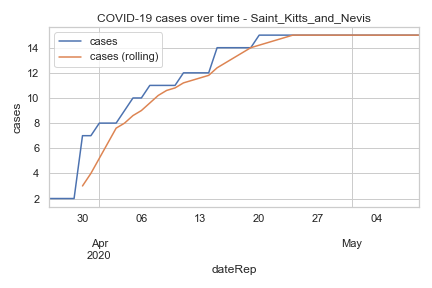 COVID-19 cases over time - Saint_Kitts_and_Nevis
cases
cases (rolling)
14
12
10
8
6
4
2
cases
30 06 13 20 27 04
Apr May
2020
dateRep